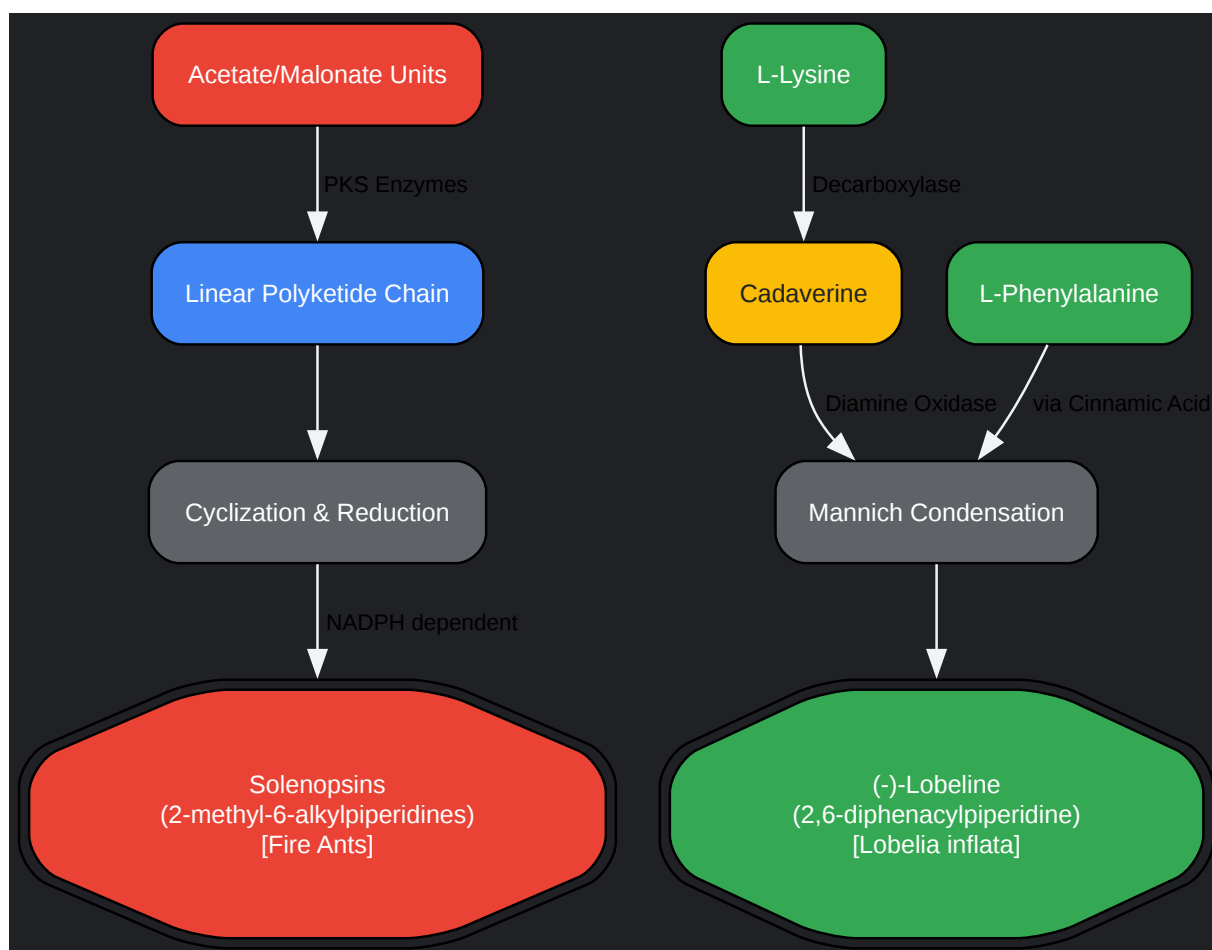 Acetate/Malonate Units
L-Lysine
PKS Enzymes
Decarboxylase
Linear Polyketide Chain
Cadaverine
L-Phenylalanine
Diamine Oxidase
via Cinnamic Acid
Cyclization & Reduction
Mannich Condensation
NADPH dependent
Solenopsins
(2-methyl-6-alkylpiperidines)
[Fire Ants]
(-)-Lobeline
(2,6-diphenacylpiperidine)
[Lobelia inflata]